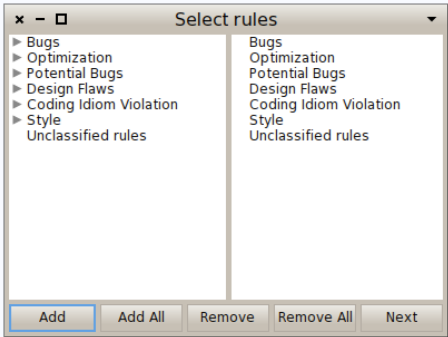 Select rules
Bugs
Optimization
Potential Bugs
Design Flaws
Coding Idiom Violation
Style
Unclassified rules
Bugs
Optimization
Potential Bugs
Design Flaws
Coding Idiom Violation
Style
Unclassified rules
Add Add All Remove Remove All Next